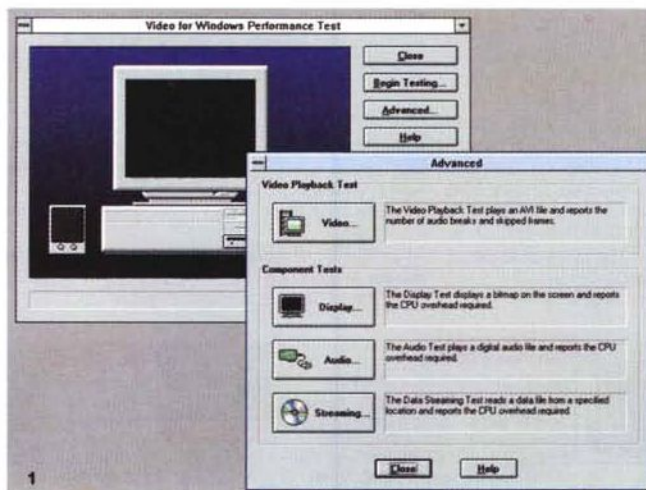 Video for Windows Performance Test
Close
Begin Testing...
Advanced...
Help
Advanced
Video Playback Test
Video...
The Video Playback Test plays an AVI file and reports the
number of audio breaks and skipped frames.
Component Tests
Display...
The Display Test displays a bitmap on the screen and reports
the CPU overhead required.
Audio...
The Audio Test plays a digital audio file and reports the CPU
overhead required.
Streaming...
The Data Streaming Test reads a data file from a specified
location and reports the CPU overhead required.
Close
Help
1